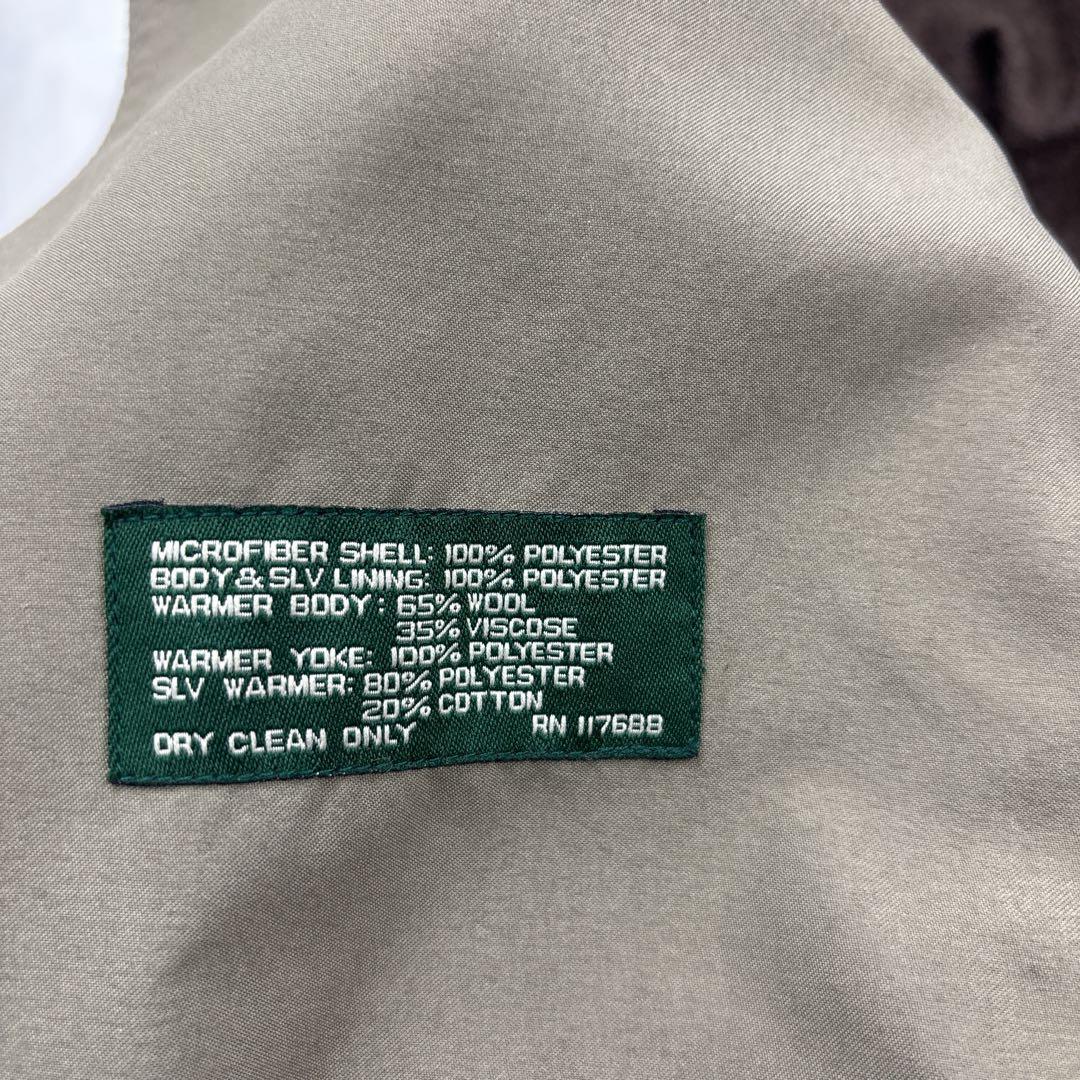 MICROFIBER SHELL: 100% POLYESTER
BODY & SLV LINING: 100% POLYESTER
WARMER BODY: 65% WOOL
35% VISCOSE
WARMER YOKE: 100% POLYESTER
SLV WARMER: 80% POLYESTER
20% COTTON
DRY CLEAN ONLY RN 117688